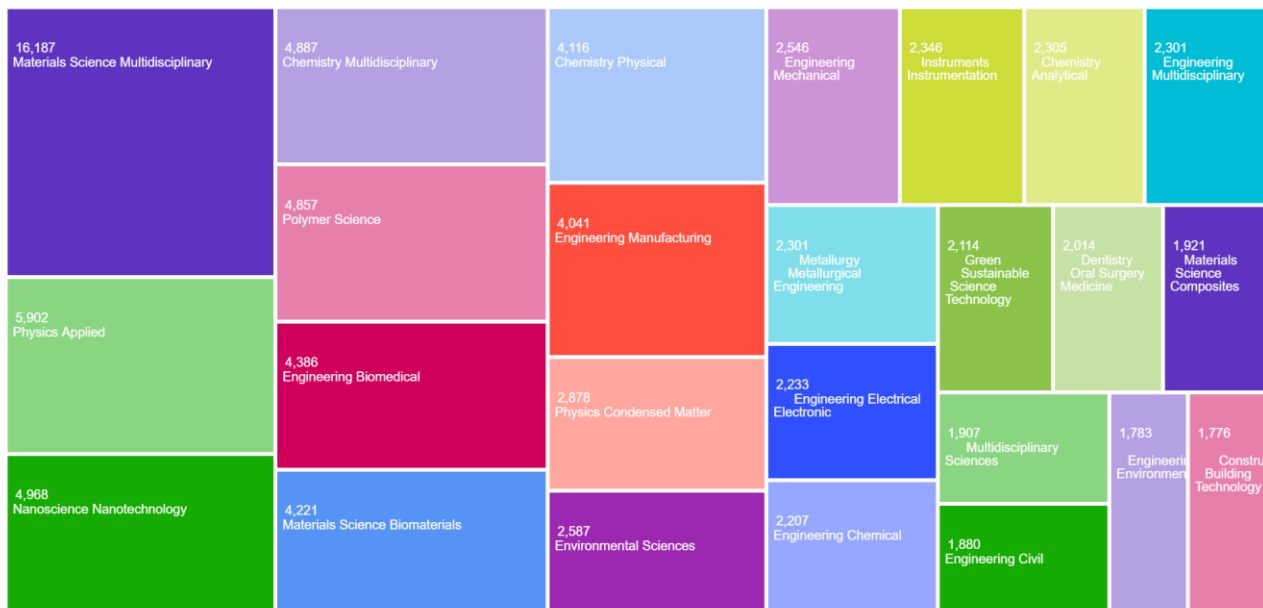 16,187
Materials Science Multidisciplinary
5,902
Physics Applied
4,968
Nanoscience Nanotechnology
4,887
Chemistry Multidisciplinary
4,857
Polymer Science
4,386
Engineering Biomedical
4,221
Materials Science Biomaterials
4,116
Chemistry Physical
4,041
Engineering Manufacturing
2,878
Physics Condensed Matter
2,587
Environmental Sciences
2,546
Engineering
Mechanical
2,346
Instruments
Instrumentation
2,305
Chemistry
Analytical
2,301
Engineering
Multidisciplinary
2,301
Metallurgy
Metallurgical
Engineering
2,233
Engineering Electrical
Electronic
2,207
Engineering Chemical
2,114
Green
Sustainable
Science
Technology
2,014
Dentistry
Oral Surgery
Medicine
1,921
Materials
Science
Composites
1,907
Multidisciplinary
Sciences
1,880
Engineering Civil
1,783
Engineerin
Environmen
1,776
Constru
Building
Technology